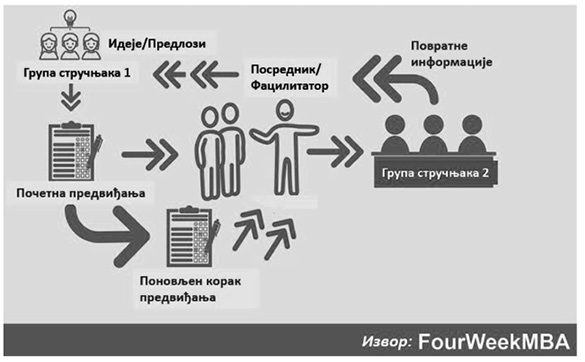 Идеје/Предлози
Група стручњака 1
Посредник/
Фацилитатор
Повратне
информације
Почетна предвиђања
Група стручњака 2
Поновљен корак
предвиђања
Извор: FourWeekMBA